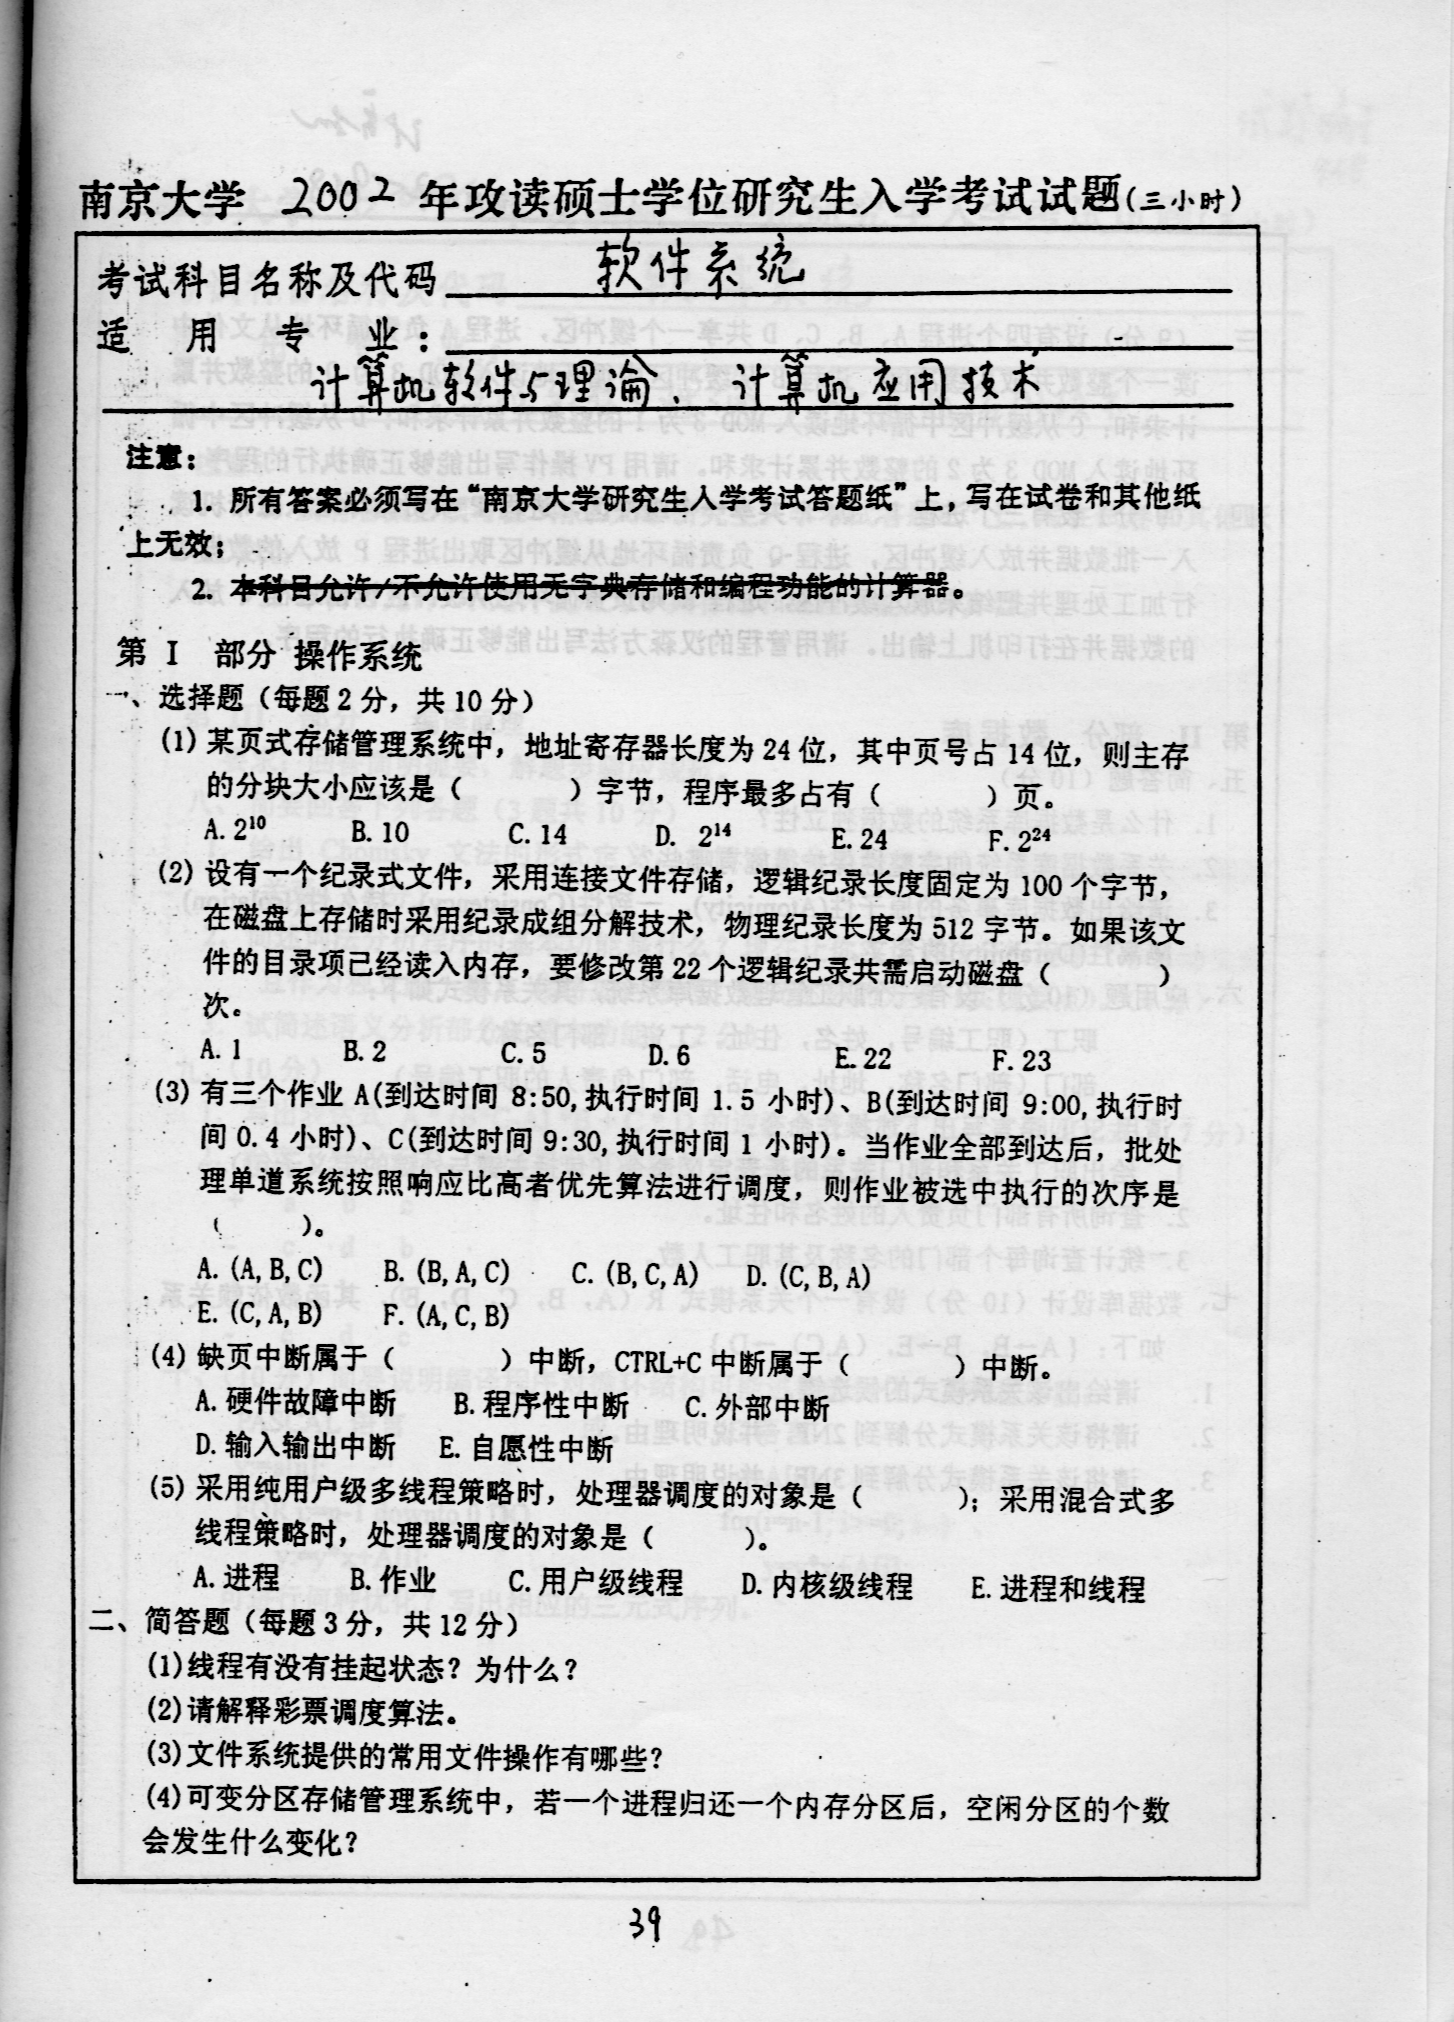 南京大学 2002 年攻读硕士学位研究生入学考试试题(三小时)
考试科目名称及代码 软件系统
适用专业:
计算机软件与理论、计算机应用技术
注意:
1. 所有答案必须写在“南京大学研究生入学考试答题纸”上,写在试卷和其他纸
上无效;
2. 本科目允许/不允许使用无字典存储和编程功能的计算器。
第 I 部分 操作系统
一、选择题(每题2分,共10分)
(1) 某页式存储管理系统中,地址寄存器长度为24位,其中页号占14位,则主存
的分块大小应该是( )字节,程序最多占有( )页。
A. 2¹⁰ B. 10 C. 14 D. 2¹⁴ E. 24 F. 2²⁴
(2) 设有一个纪录式文件,采用连接文件存储,逻辑纪录长度固定为100个字节,
在磁盘上存储时采用纪录成组分解技术,物理纪录长度为512字节。如果该文
件的目录项已经读入内存,要修改第22个逻辑纪录共需启动磁盘( )
次。
A. 1 B. 2 C. 5 D. 6 E. 22 F. 23
(3) 有三个作业 A(到达时间 8:50,执行时间 1.5 小时)、B(到达时间 9:00,执行时
间 0.4 小时)、C(到达时间 9:30,执行时间 1 小时)。当作业全部到达后,批处
理单道系统按照响应比高者优先算法进行调度,则作业被选中执行的次序是
( )。
A. (A, B, C) B. (B, A, C) C. (B, C, A) D. (C, B, A)
E. (C, A, B) F. (A, C, B)
(4) 缺页中断属于( )中断,CTRL+C 中断属于( )中断。
A. 硬件故障中断 B. 程序性中断 C. 外部中断
D. 输入输出中断 E. 自愿性中断
(5) 采用纯用户级多线程策略时,处理器调度的对象是( );采用混合式多
线程策略时,处理器调度的对象是( )。
A. 进程 B. 作业 C. 用户级线程 D. 内核级线程 E. 进程和线程
二、简答题(每题3分,共12分)
(1)线程有没有挂起状态?为什么?
(2)请解释彩票调度算法。
(3)文件系统提供的常用文件操作有哪些?
(4)可变分区存储管理系统中,若一个进程归还一个内存分区后,空闲分区的个数
会发生什么变化?
39